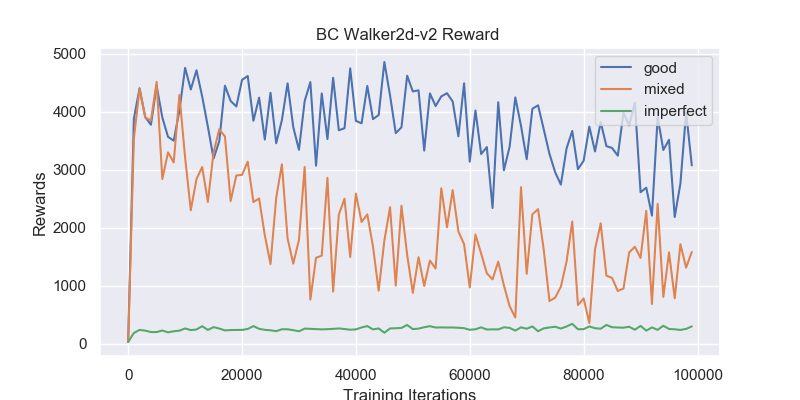 BC Walker2d-v2 Reward
5000
4000
3000
2000
1000
0
Rewards
good
mixed
imperfect
0
20000
40000
60000
80000
100000
Training Iterations